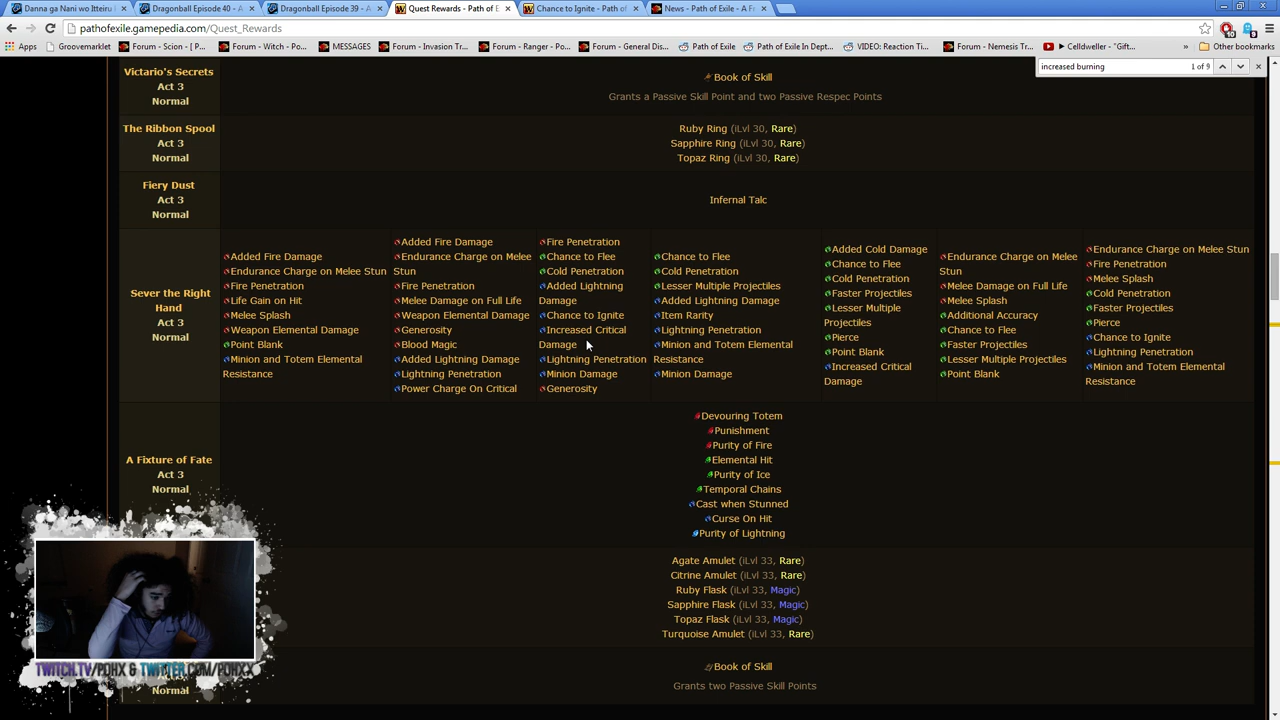 Danna ga Nani wo Itteiru
Dragonball Episode 40 - A
Dragonball Episode 39 - A
Quest Rewards - Path of E
Chance to Ignite - Path of
News - Path of Exile - A F
pathofexile.gamepedia.com/Quest_Rewards
Apps
Groovemarklet
Forum - Scion - [ P...
Forum - Witch - Po...
MESSAGES
Forum - Invasion Tr...
Forum - Ranger - Po...
Forum - General Dis...
Path of Exile
Path of Exile In Dept...
VIDEO: Reaction Ti...
Forum - Nemesis Tr...
Celldweller - "Gift...
»
Other bookmarks
increased burning
1 of 9
Victario's Secrets
Act 3
Normal
Book of Skill
Grants a Passive Skill Point and two Passive Respec Points
The Ribbon Spool
Act 3
Normal
Ruby Ring (iLvl 30, Rare)
Sapphire Ring (iLvl 30, Rare)
Topaz Ring (iLvl 30, Rare)
Fiery Dust
Act 3
Normal
Infernal Talc
Sever the Right
Hand
Act 3
Normal
Added Fire Damage
Endurance Charge on Melee Stun
Fire Penetration
Life Gain on Hit
Melee Splash
Weapon Elemental Damage
Point Blank
Minion and Totem Elemental
Resistance
Added Fire Damage
Endurance Charge on Melee
Stun
Fire Penetration
Melee Damage on Full Life
Weapon Elemental Damage
Generosity
Blood Magic
Added Lightning Damage
Lightning Penetration
Power Charge On Critical
Fire Penetration
Chance to Flee
Cold Penetration
Added Lightning
Damage
Chance to Ignite
Increased Critical
Damage
Lightning Penetration
Minion Damage
Generosity
Chance to Flee
Cold Penetration
Lesser Multiple Projectiles
Added Lightning Damage
Item Rarity
Lightning Penetration
Minion and Totem Elemental
Resistance
Minion Damage
Added Cold Damage
Chance to Flee
Cold Penetration
Faster Projectiles
Lesser Multiple
Projectiles
Pierce
Point Blank
Increased Critical
Damage
Endurance Charge on Melee
Stun
Melee Damage on Full Life
Melee Splash
Additional Accuracy
Chance to Flee
Faster Projectiles
Lesser Multiple Projectiles
Point Blank
Endurance Charge on Melee Stun
Fire Penetration
Melee Splash
Cold Penetration
Faster Projectiles
Pierce
Chance to Ignite
Lightning Penetration
Minion and Totem Elemental
Resistance
A Fixture of Fate
Act 3
Normal
Devouring Totem
Punishment
Purity of Fire
Elemental Hit
Purity of Ice
Temporal Chains
Cast when Stunned
Curse On Hit
Purity of Lightning
Agate Amulet (iLvl 33, Rare)
Citrine Amulet (iLvl 33, Rare)
Ruby Flask (iLvl 33, Magic)
Sapphire Flask (iLvl 33, Magic)
Topaz Flask (iLvl 33, Magic)
Turquoise Amulet (iLvl 33, Rare)
Normal
Book of Skill
Grants two Passive Skill Points
TWITCH.TV/POHX & TWITTER.COM/POHXX